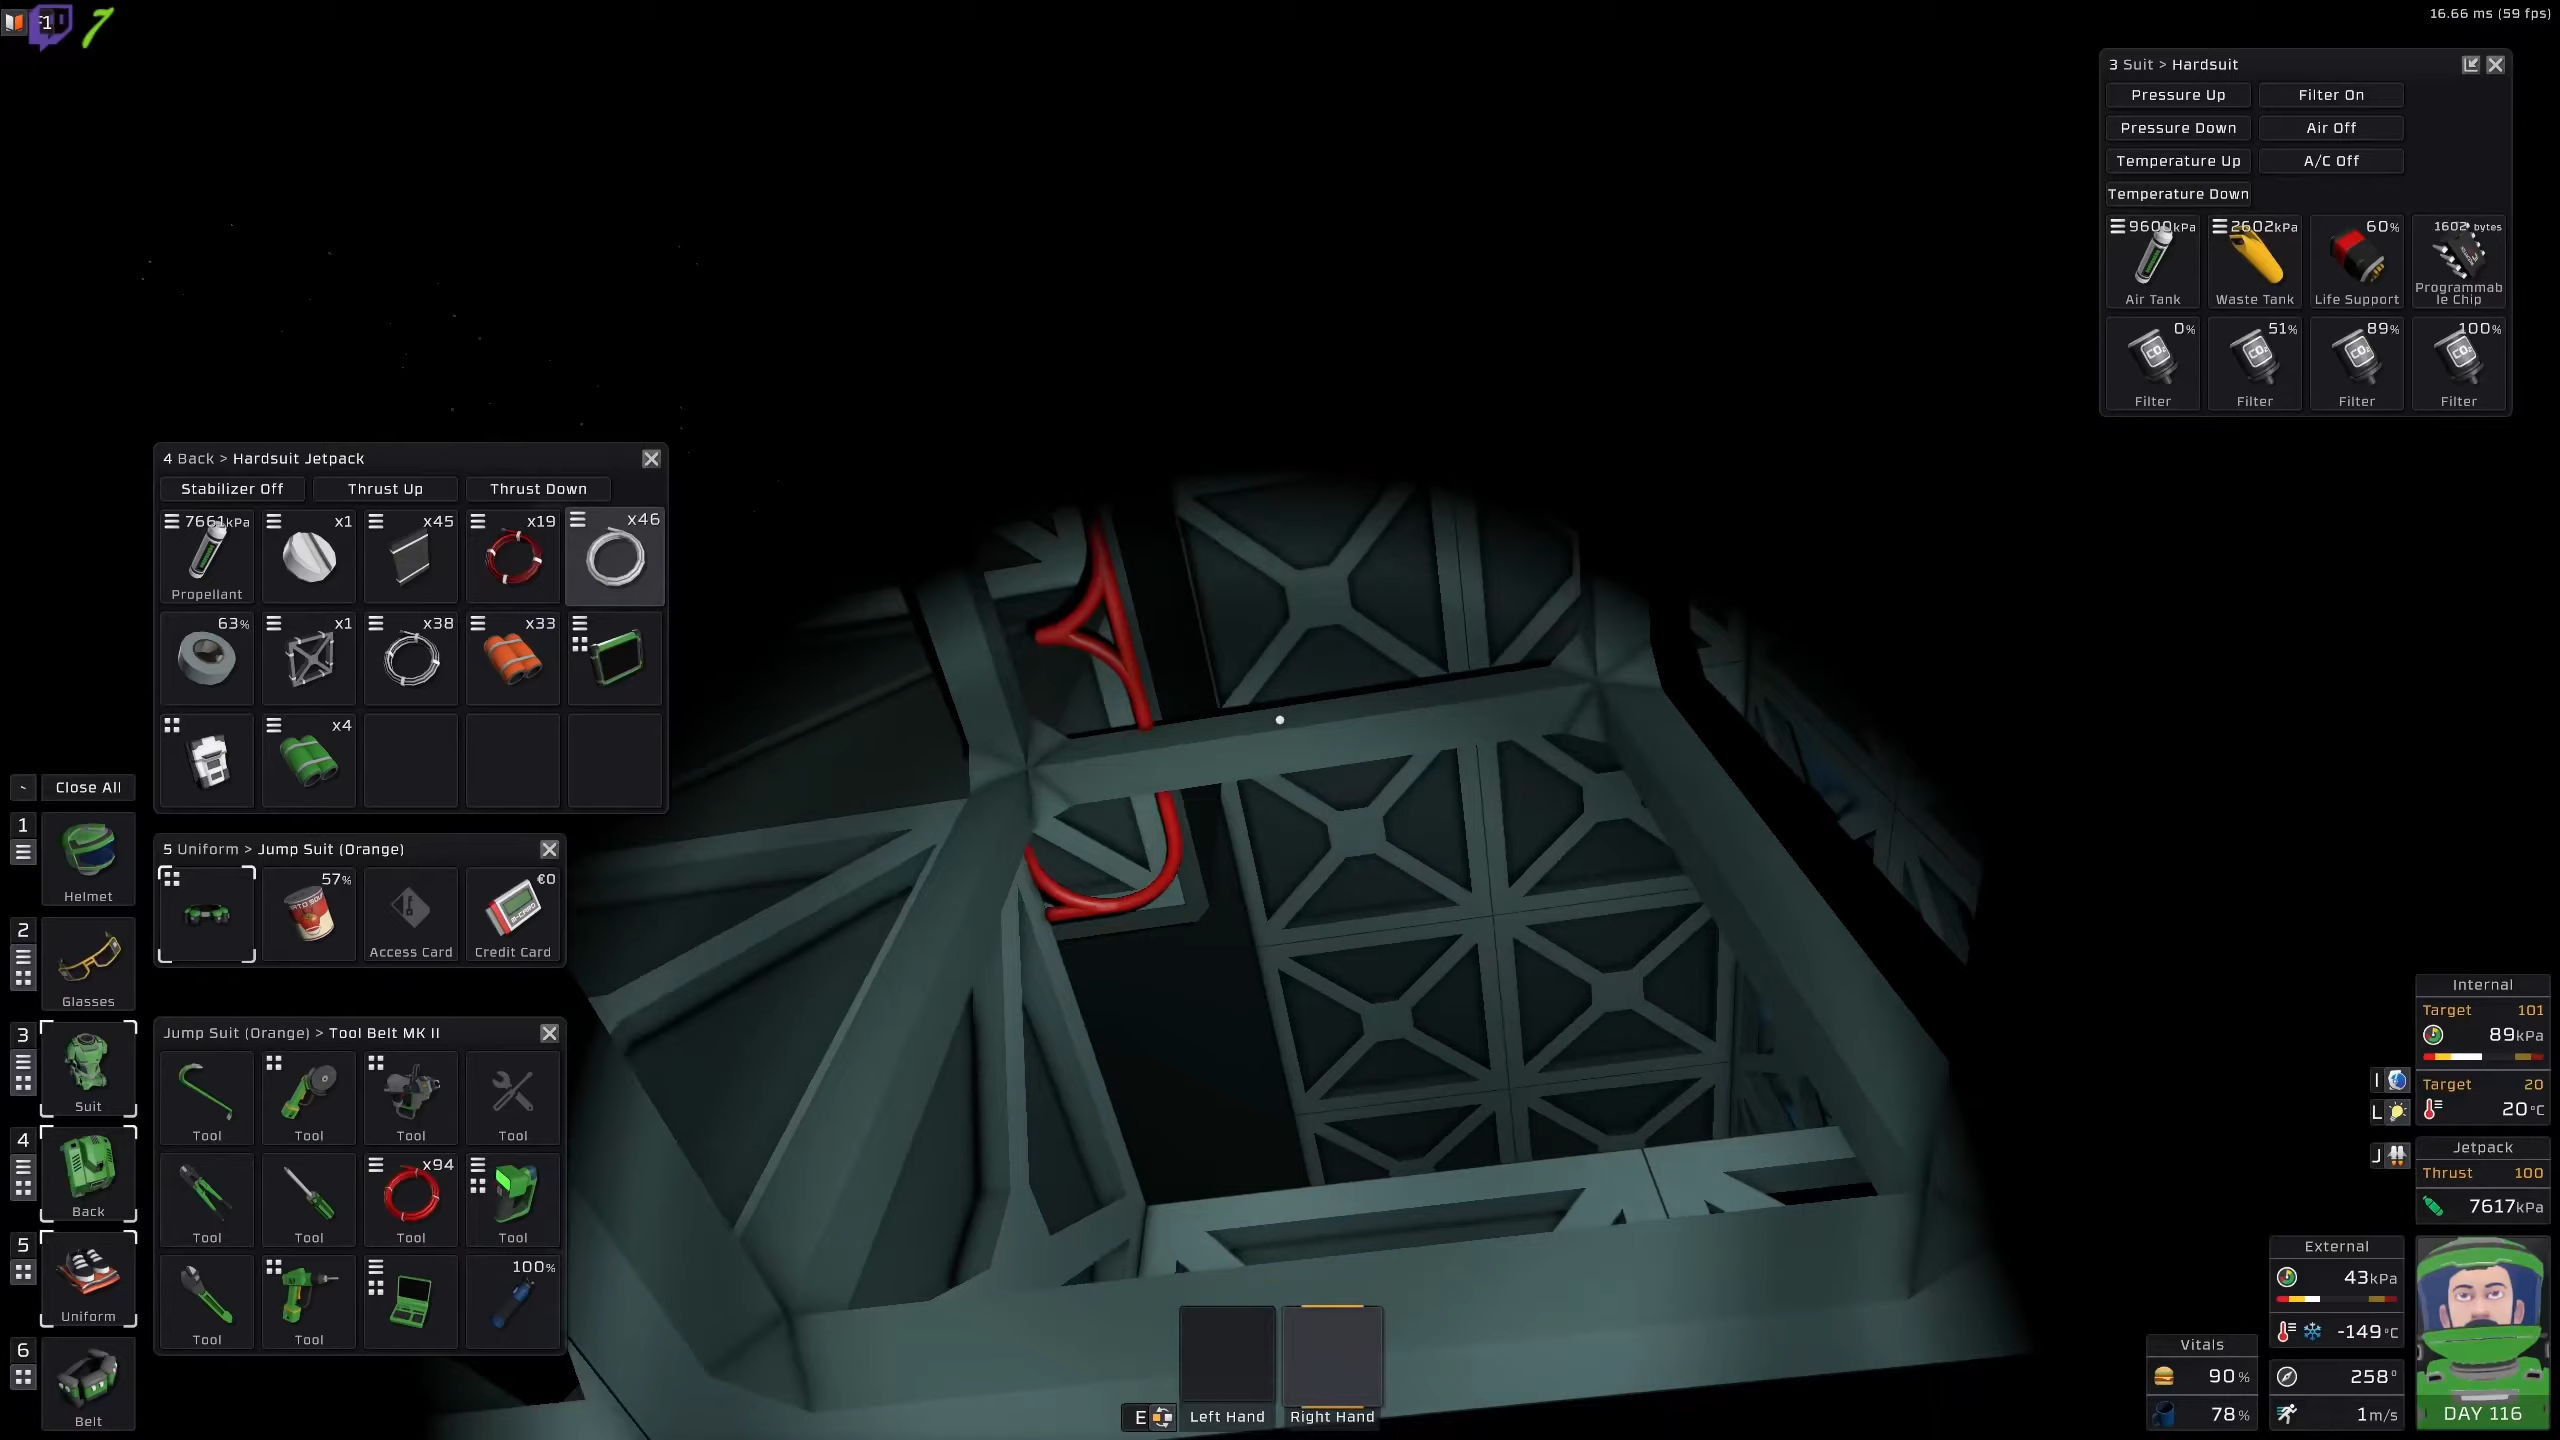 F1
16.66 ms (59 fps)
3 Suit > Hardsuit
Pressure Up
Filter On
Pressure Down
Air Off
Temperature Up
A/C Off
Temperature Down
9600kPa
2602kPa
60%
1602 bytes
Air Tank
Waste Tank
Life Support
Programmab
le Chip
0%
51%
89%
100%
Filter
Filter
Filter
Filter
4 Back > Hardsuit Jetpack
Stabilizer Off
Thrust Up
Thrust Down
7661kPa
x1
x45
x19
x46
Propellant
63%
x1
x38
x33
x4
~ Close All
1
Helmet
2
Glasses
3
Suit
4
Back
5
Uniform
6
Belt
5 Uniform > Jump Suit (Orange)
57%
€0
Access Card
Credit Card
Jump Suit (Orange) > Tool Belt MK II
Tool
Tool
Tool
Tool
x94
Tool
Tool
Tool
Tool
100%
Tool
Tool
E
Left Hand
Right Hand
Internal
Target 101
89kPa
Target 20
20°C
I
L
J
Jetpack
Thrust 100
7617kPa
External
43kPa
-149°C
258°
1m/s
Vitals
90%
78%
DAY 116